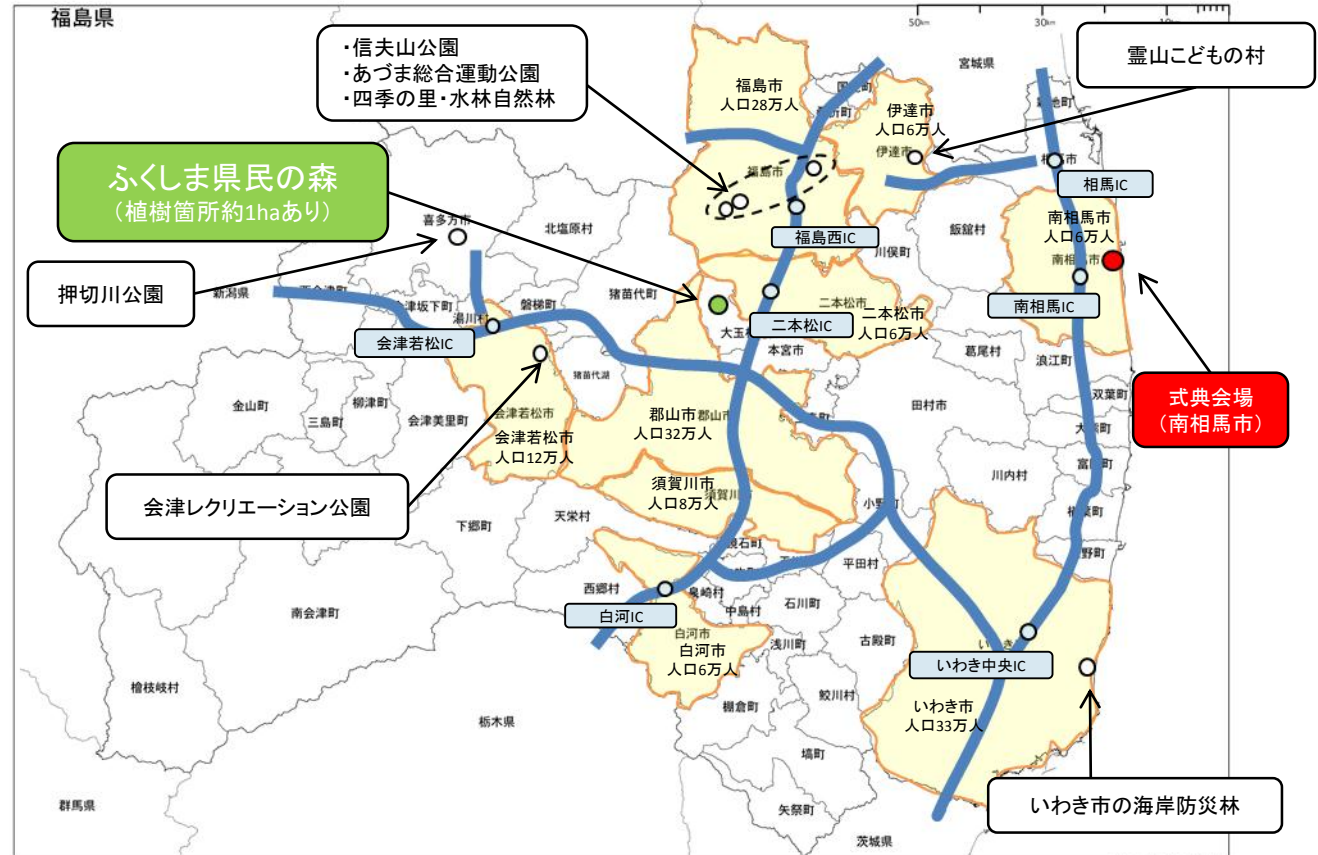 福島県
50km
30km
10km
・信夫山公園
・あづま総合運動公園
・四季の里・水林自然林
霊山こどもの村
宮城県
福島市
人口28万人
伊達市
人口6万人
伊達市
ふくしま県民の森
（植樹箇所約1haあり）
福島市
相馬IC
喜多方市
北塩原村
南相馬市
人口6万人
飯舘村
福島西IC
川俣町
南相馬市
押切川公園
新潟県
会津坂下町
磐梯町
猪苗代町
二本松市
二本松市
人口6万人
南相馬IC
湯川村
大玉村
二本松IC
会津若松IC
本宮市
葛尾村
浪江町
猪苗代湖
金山町
柳津町
三島町
会津美里町
会津若松市
会津若松市
人口12万人
郡山市
郡山市
人口32万人
田村市
双葉町
式典会場
（南相馬市）
須賀川市
人口8万人
須賀川市
川内村
会津レクリエーション公園
下郷町
天栄村
小野町
平田村
西郷村
泉崎村
中島村
石川町
南会津町
白河IC
白河市
白河市
人口6万人
浅川町
古殿町
いわき中央IC
檜枝岐村
栃木県
棚倉町
鮫川村
いわき市
人口33万人
塙町
群馬県
矢祭町
いわき市の海岸防災林
茨城県